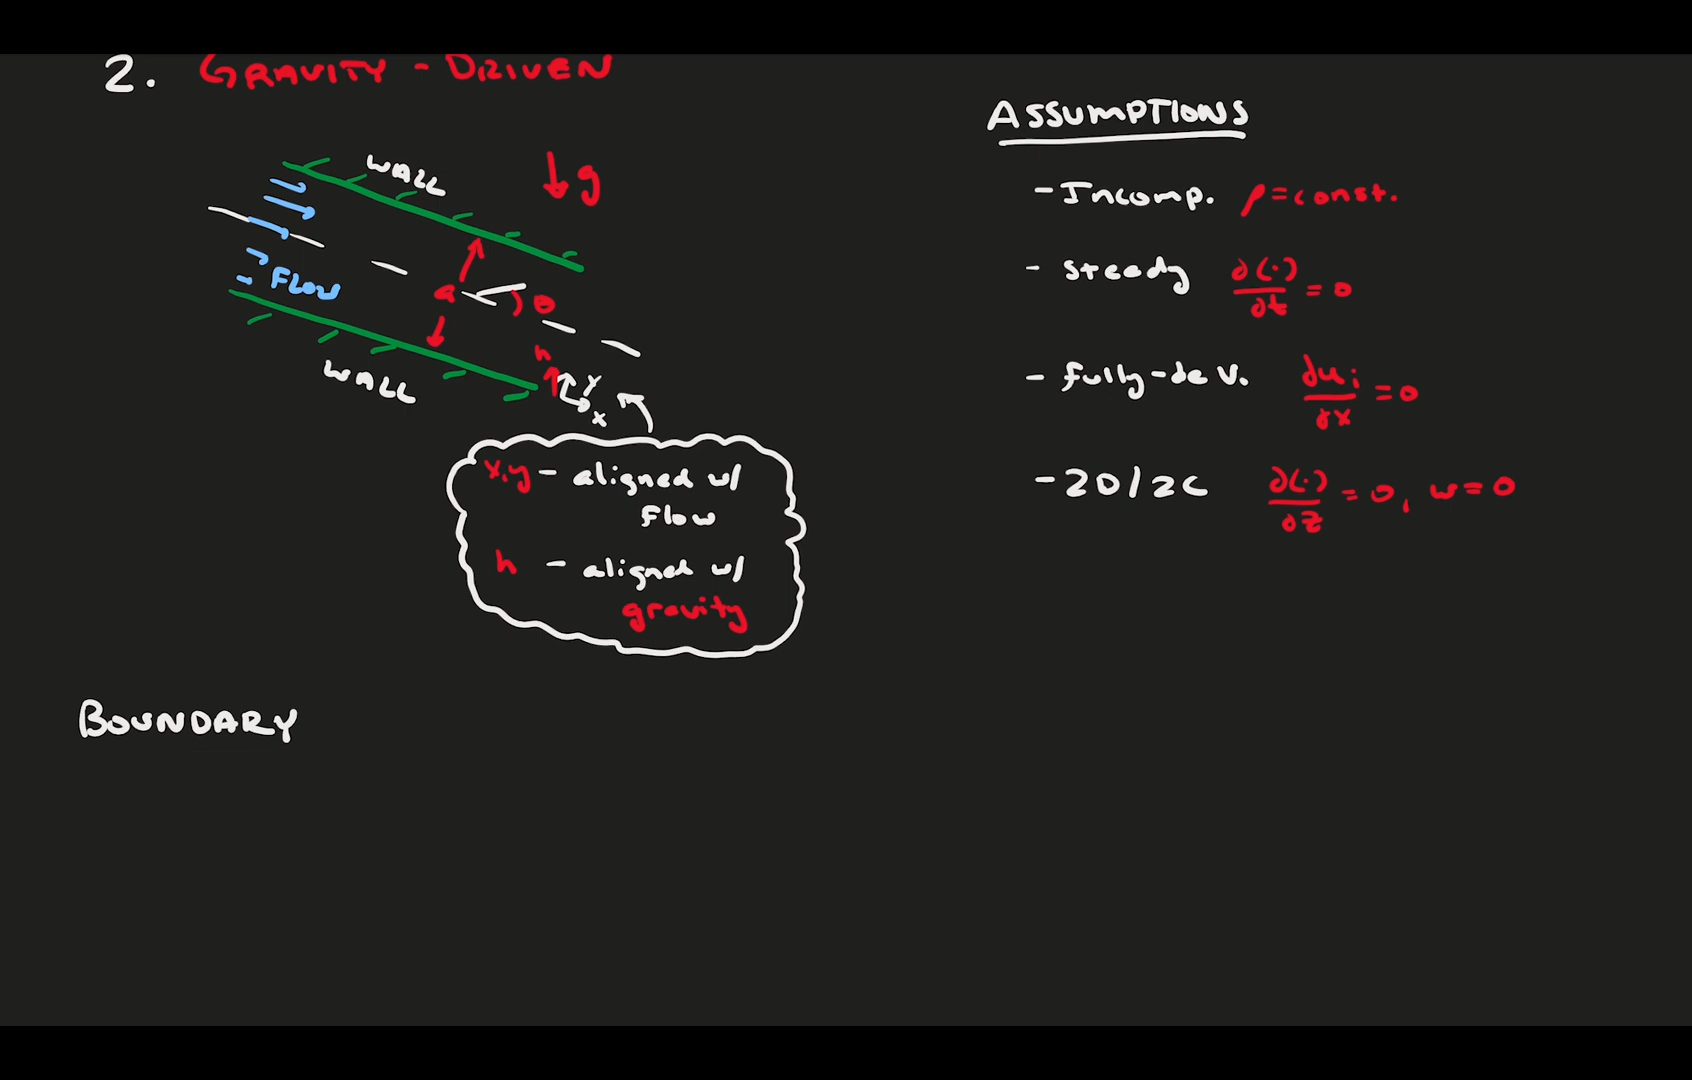 2. GRAVITY - DRIVEN
WALL
g
FLOW
a
θ
h
y
x
WALL
x,y - aligned w/
Flow
h - aligned w/
gravity
ASSUMPTIONS
- Incomp. ρ = const.
- steady ∂(·)/∂t = 0
- fully-dev. ∂uᵢ/∂x = 0
- 2D/2C ∂(·)/∂z = 0, w = 0
BOUNDARY